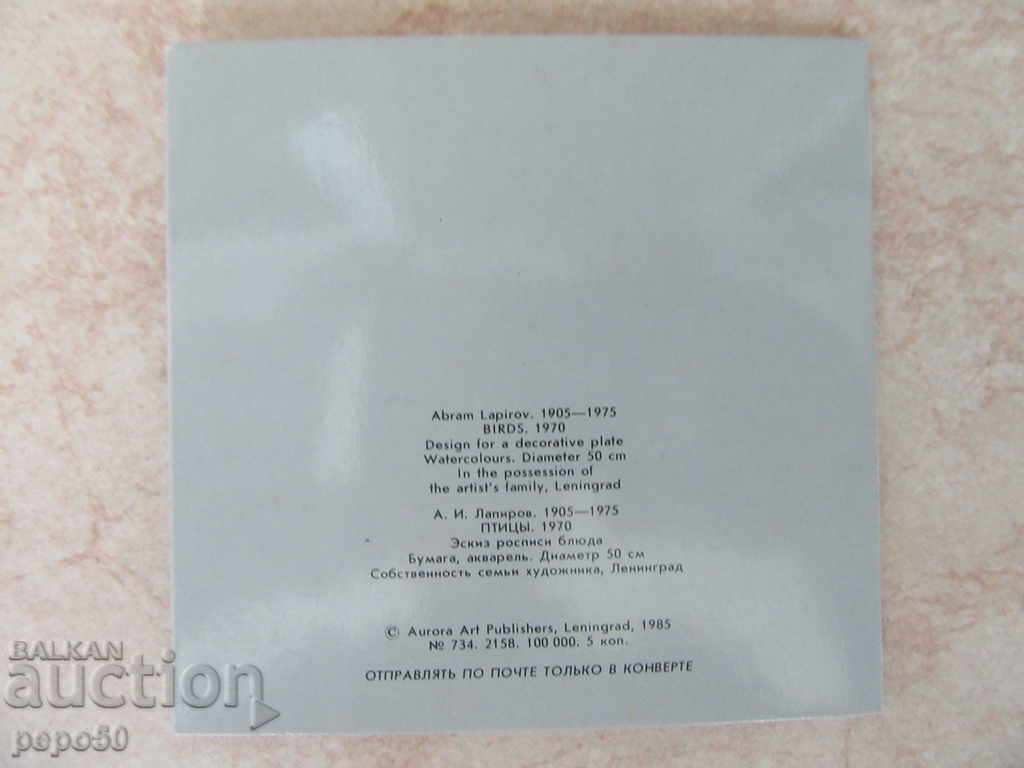 Abram Lapirov. 1905—1975
BIRDS. 1970
Design for a decorative plate
Watercolours. Diameter 50 cm
In the possession of
the artist's family, Leningrad
А. И. Лапиров. 1905—1975
ПТИЦЫ. 1970
Эскиз росписи блюда
Бумага, акварель. Диаметр 50 см
Собственность семьи художника, Ленинград
© Aurora Art Publishers, Leningrad, 1985
№ 734. 2158. 100 000. 5 коп.
ОТПРАВЛЯТЬ ПО ПОЧТЕ ТОЛЬКО В КОНВЕРТЕ
BALKAN
auction
pepo50